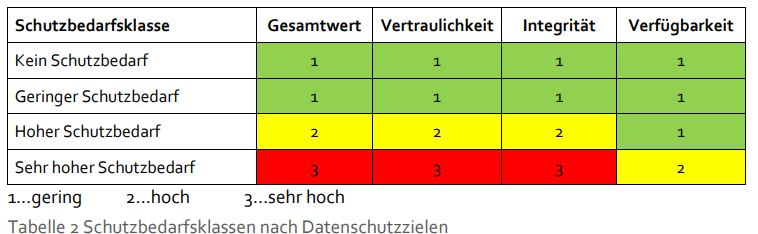 Schutzbedarfsklasse Gesamtwert Vertraulichkeit Integrität Verfügbarkeit
Kein Schutzbedarf 1 1 1 1
Geringer Schutzbedarf 1 1 1 1
Hoher Schutzbedarf 2 2 2 1
Sehr hoher Schutzbedarf 3 3 3 2
1...gering 2...hoch 3...sehr hoch
Tabelle 2 Schutzbedarfsklassen nach Datenschutzzielen